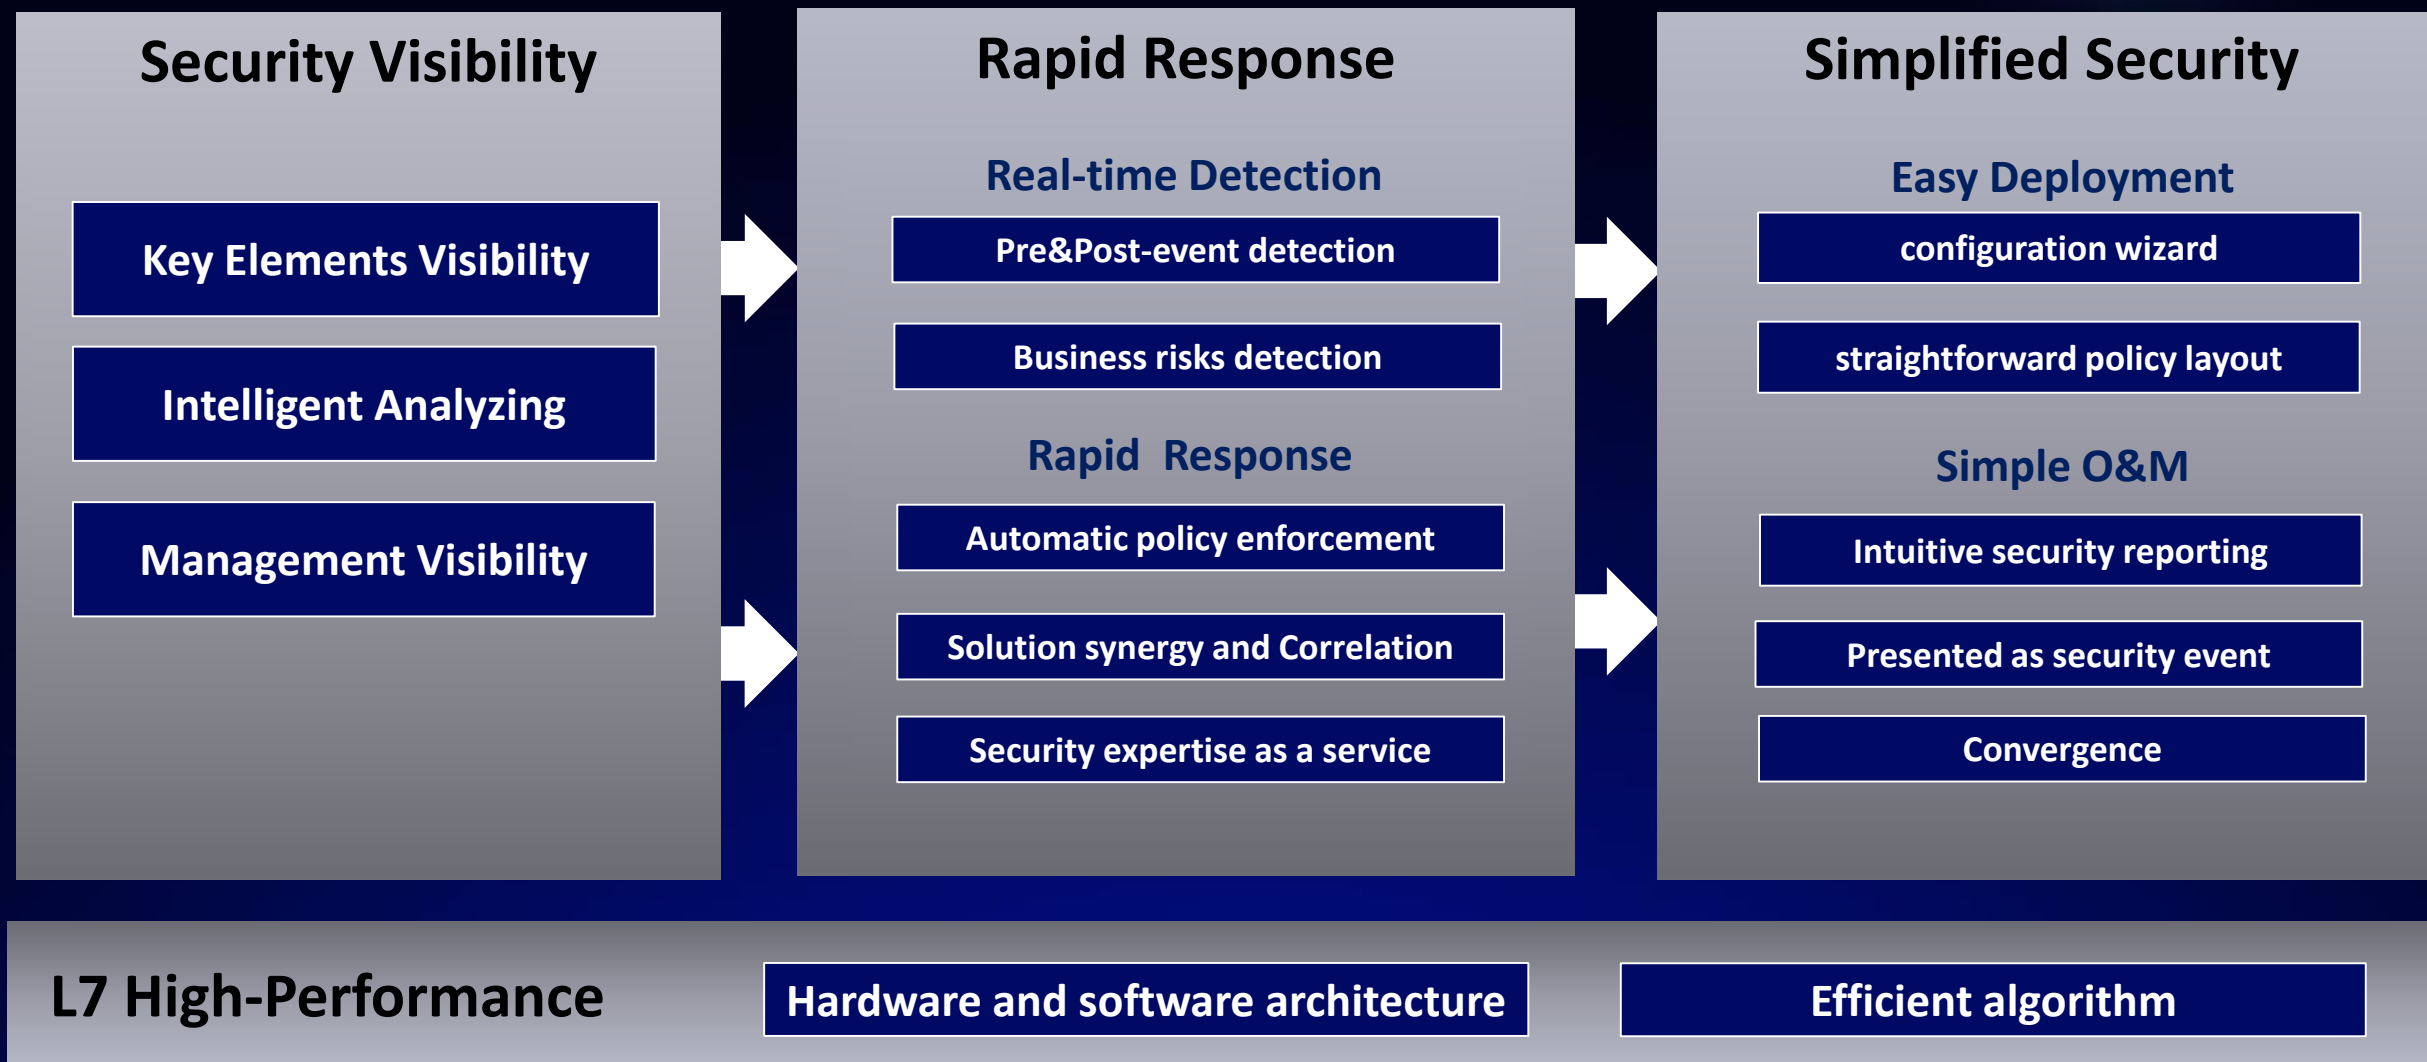 Security Visibility
Key Elements Visibility
Intelligent Analyzing
Management Visibility
Rapid Response
Real-time Detection
Pre&Post-event detection
Business risks detection
Rapid Response
Automatic policy enforcement
Solution synergy and Correlation
Security expertise as a service
Simplified Security
Easy Deployment
configuration wizard
straightforward policy layout
Simple O&M
Intuitive security reporting
Presented as security event
Convergence
L7 High-Performance
Hardware and software architecture
Efficient algorithm